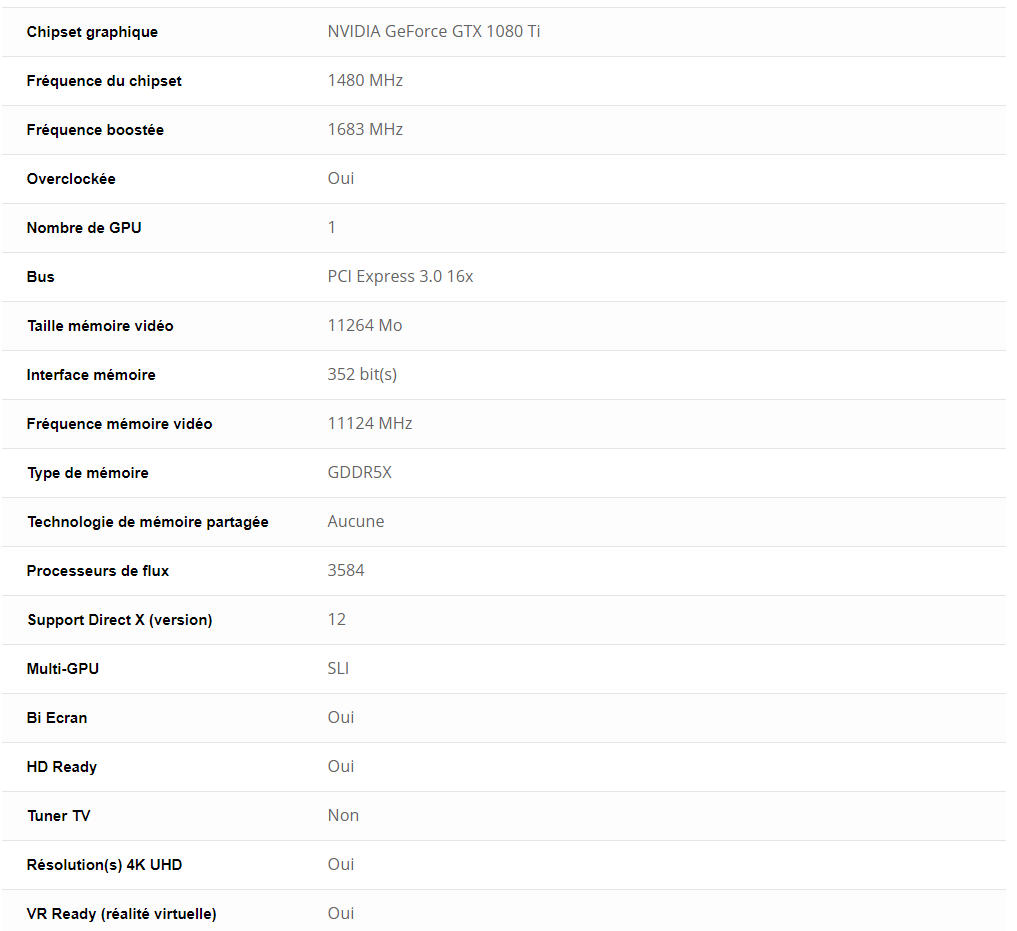 Chipset graphique NVIDIA GeForce GTX 1080 Ti
Fréquence du chipset 1480 MHz
Fréquence boostée 1683 MHz
Overclockée Oui
Nombre de GPU 1
Bus PCI Express 3.0 16x
Taille mémoire vidéo 11264 Mo
Interface mémoire 352 bit(s)
Fréquence mémoire vidéo 11124 MHz
Type de mémoire GDDR5X
Technologie de mémoire partagée Aucune
Processeurs de flux 3584
Support Direct X (version) 12
Multi-GPU SLI
Bi Ecran Oui
HD Ready Oui
Tuner TV Non
Résolution(s) 4K UHD Oui
VR Ready (réalité virtuelle) Oui